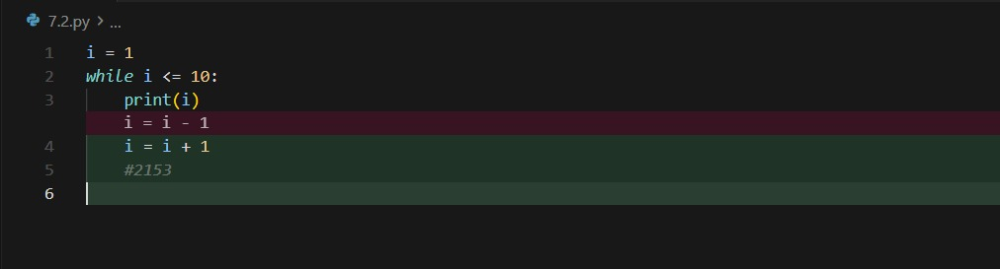 7.2.py > ...
1 i = 1
2 while i <= 10:
3     print(i)
    i = i - 1
4     i = i + 1
5     #2153
6